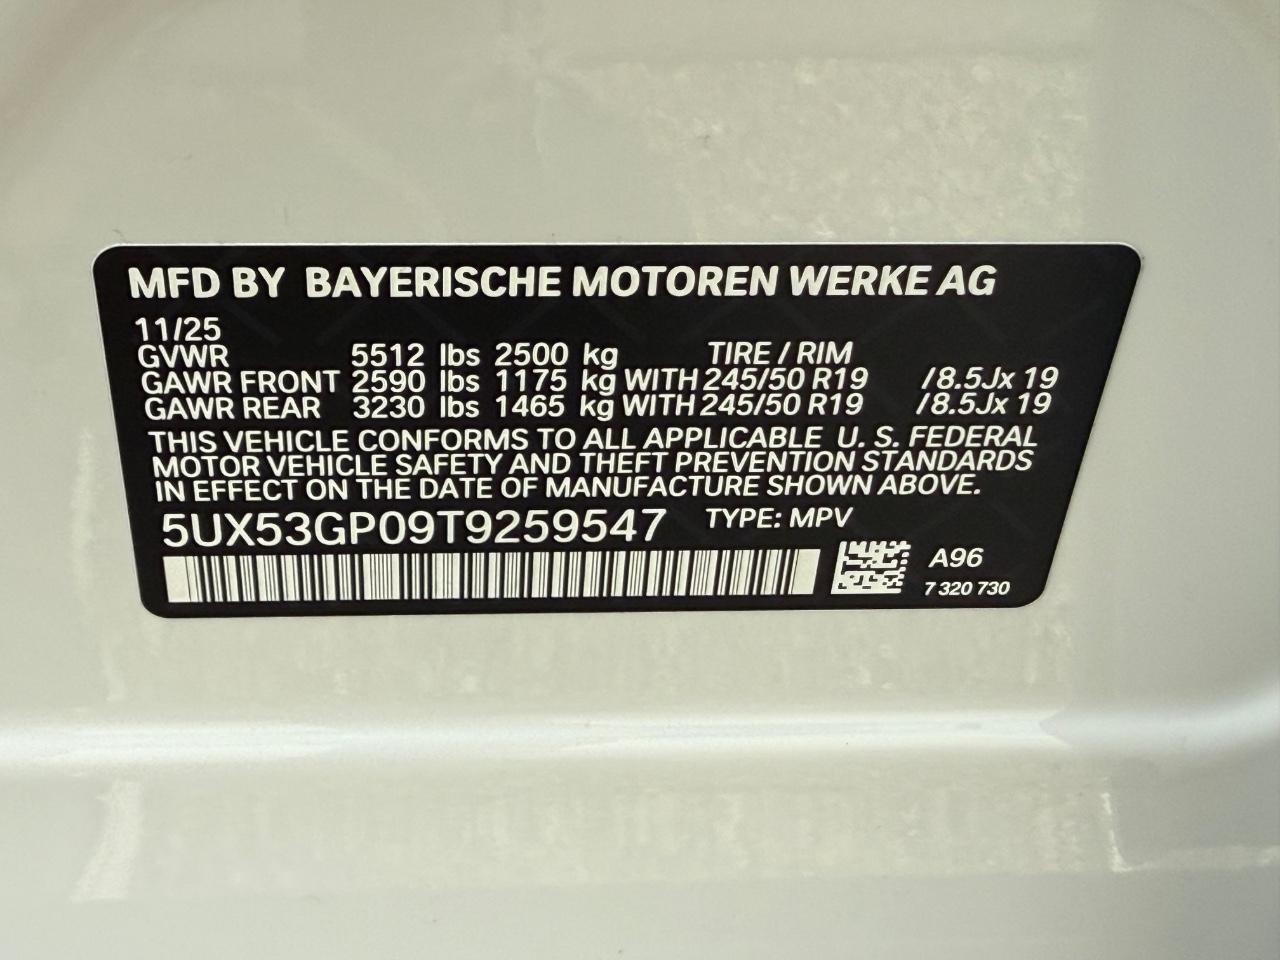 MFD BY BAYERISCHE MOTOREN WERKE AG
11/25
GVWR 5512 lbs 2500 kg TIRE / RIM
GAWR FRONT 2590 lbs 1175 kg WITH 245/50 R19 /8.5Jx 19
GAWR REAR 3230 lbs 1465 kg WITH 245/50 R19 /8.5Jx 19
THIS VEHICLE CONFORMS TO ALL APPLICABLE U. S. FEDERAL
MOTOR VEHICLE SAFETY AND THEFT PREVENTION STANDARDS
IN EFFECT ON THE DATE OF MANUFACTURE SHOWN ABOVE.
5UX53GP09T9259547 TYPE: MPV
A96
7 320 730